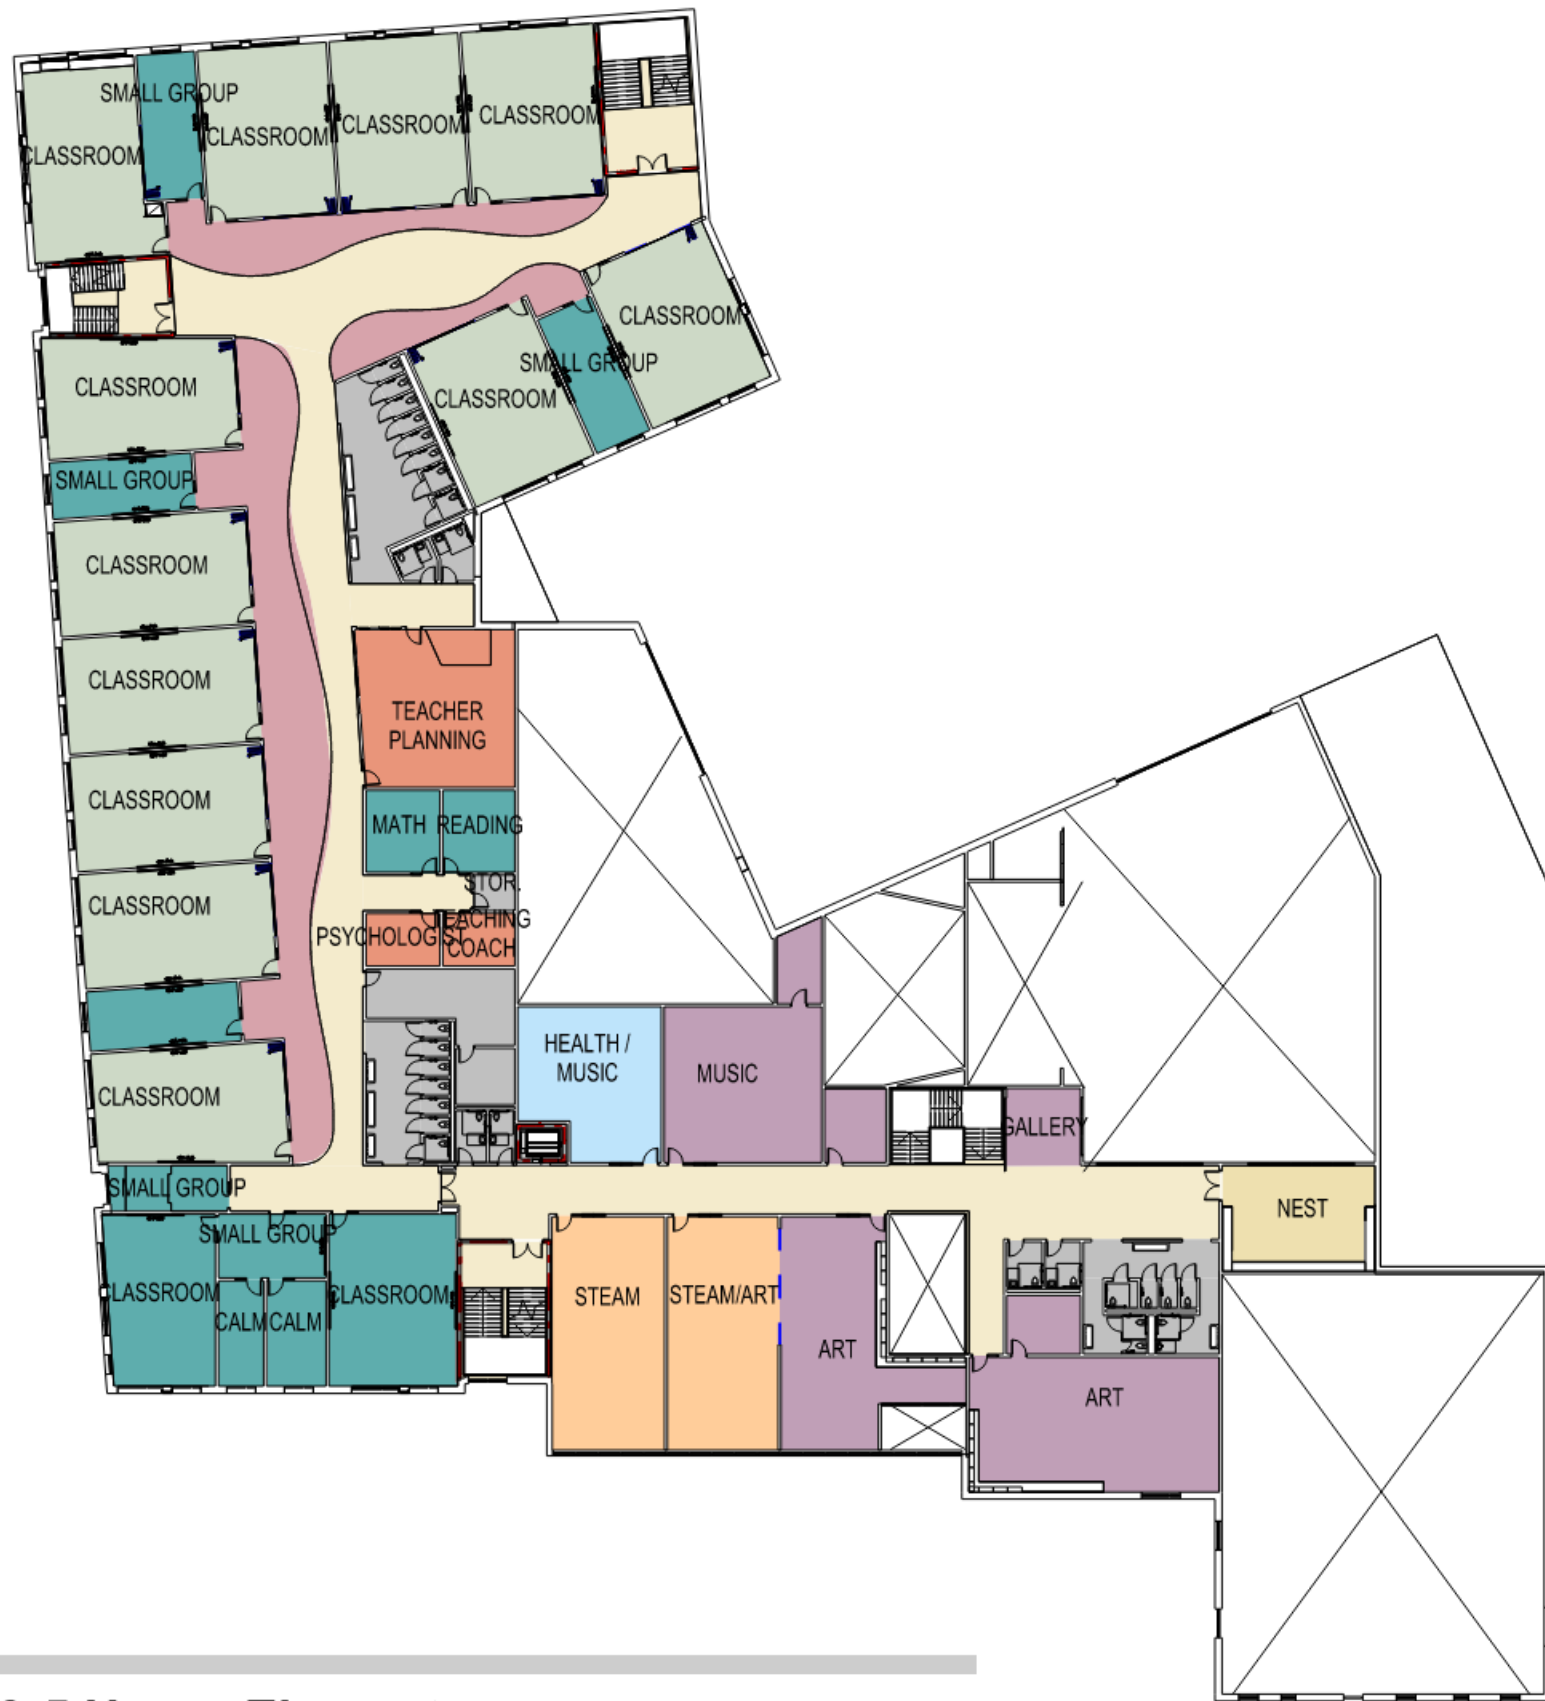 SMALL GROUP
CLASSROOM
CLASSROOM
CLASSROOM
CLASSROOM
CLASSROOM
SMALL GROUP
CLASSROOM
CLASSROOM
SMALL GROUP
CLASSROOM
CLASSROOM
CLASSROOM
CLASSROOM
CLASSROOM
TEACHER
PLANNING
MATH
READING
STOR.
PSYCHOLOGIST
TEACHING
COACH
HEALTH /
MUSIC
MUSIC
GALLERY
SMALL GROUP
NEST
SMALL GROUP
CLASSROOM
CALM
CALM
CLASSROOM
STEAM
STEAM/ART
ART
ART